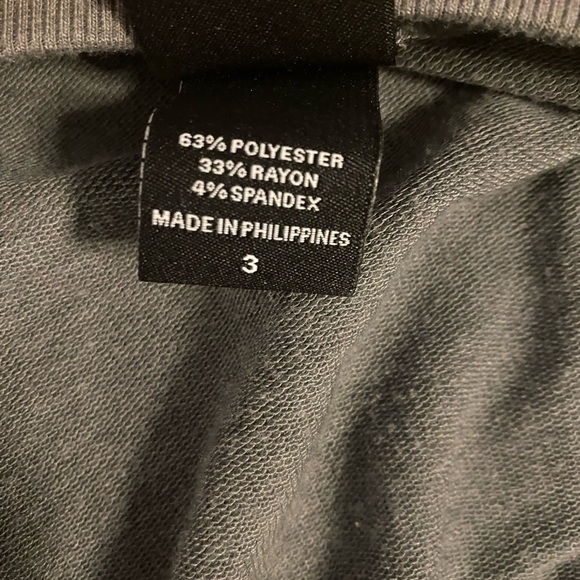 63% POLYESTER
33% RAYON
4% SPANDEX
MADE IN PHILIPPINES
3